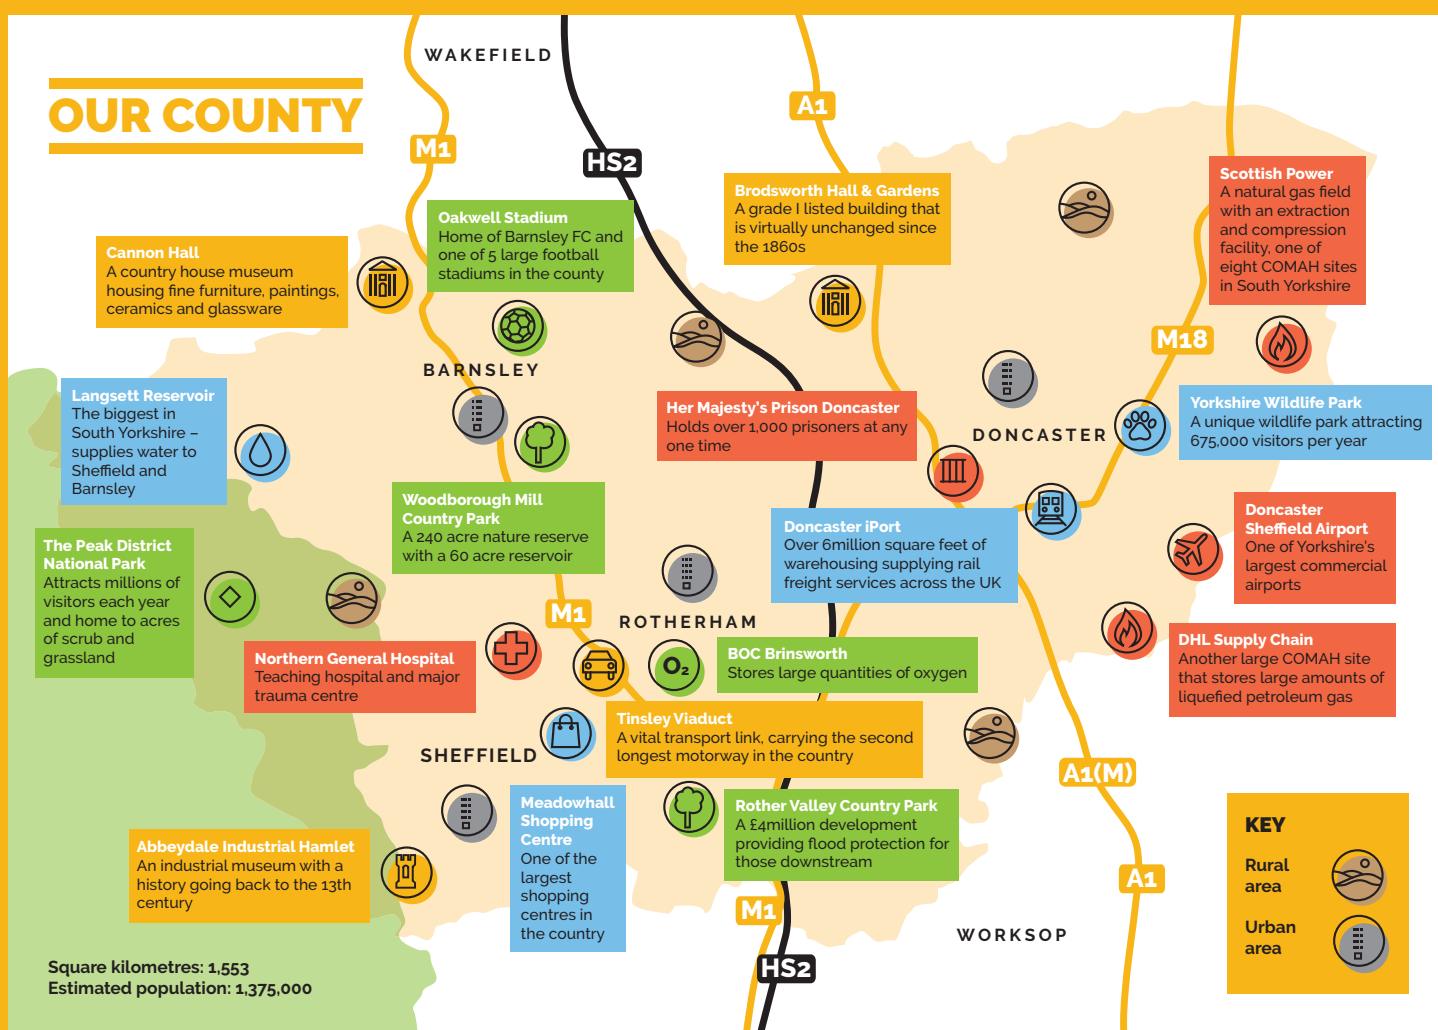 WAKEFIELD
OUR COUNTY
A1
M1
HS2
Scottish Power
A natural gas field
with an extraction
and compression
facility, one of
eight COMAH sites
in South Yorkshire
Brodsworth Hall & Gardens
A grade I listed building that
is virtually unchanged since
the 1860s
Oakwell Stadium
Home of Barnsley FC and
one of 5 large football
stadiums in the county
Cannon Hall
A country house museum
housing fine furniture, paintings,
ceramics and glassware
M18
BARNSLEY
Langsett Reservoir
The biggest in
South Yorkshire –
supplies water to
Sheffield and
Barnsley
Her Majesty's Prison Doncaster
Holds over 1,000 prisoners at any
one time
DONCASTER
Yorkshire Wildlife Park
A unique wildlife park attracting
675,000 visitors per year
Woodborough Mill
Country Park
A 240 acre nature reserve
with a 60 acre reservoir
Doncaster iPort
Over 6million square feet of
warehousing supplying rail
freight services across the UK
Doncaster
Sheffield Airport
One of Yorkshire's
largest commercial
airports
The Peak District
National Park
Attracts millions of
visitors each year
and home to acres
of scrub and
grassland
M1
ROTHERHAM
Northern General Hospital
Teaching hospital and major
trauma centre
O₂
BOC Brinsworth
Stores large quantities of oxygen
DHL Supply Chain
Another large COMAH site
that stores large amounts of
liquefied petroleum gas
Tinsley Viaduct
A vital transport link, carrying the second
longest motorway in the country
SHEFFIELD
A1(M)
Meadowhall
Shopping
Centre
One of the
largest
shopping
centres in
the country
Rother Valley Country Park
A £4million development
providing flood protection for
those downstream
Abbeydale Industrial Hamlet
An industrial museum with a
history going back to the 13th
century
A1
M1
WORKSOP
HS2
KEY
Rural
area
Urban
area
Square kilometres: 1,553
Estimated population: 1,375,000